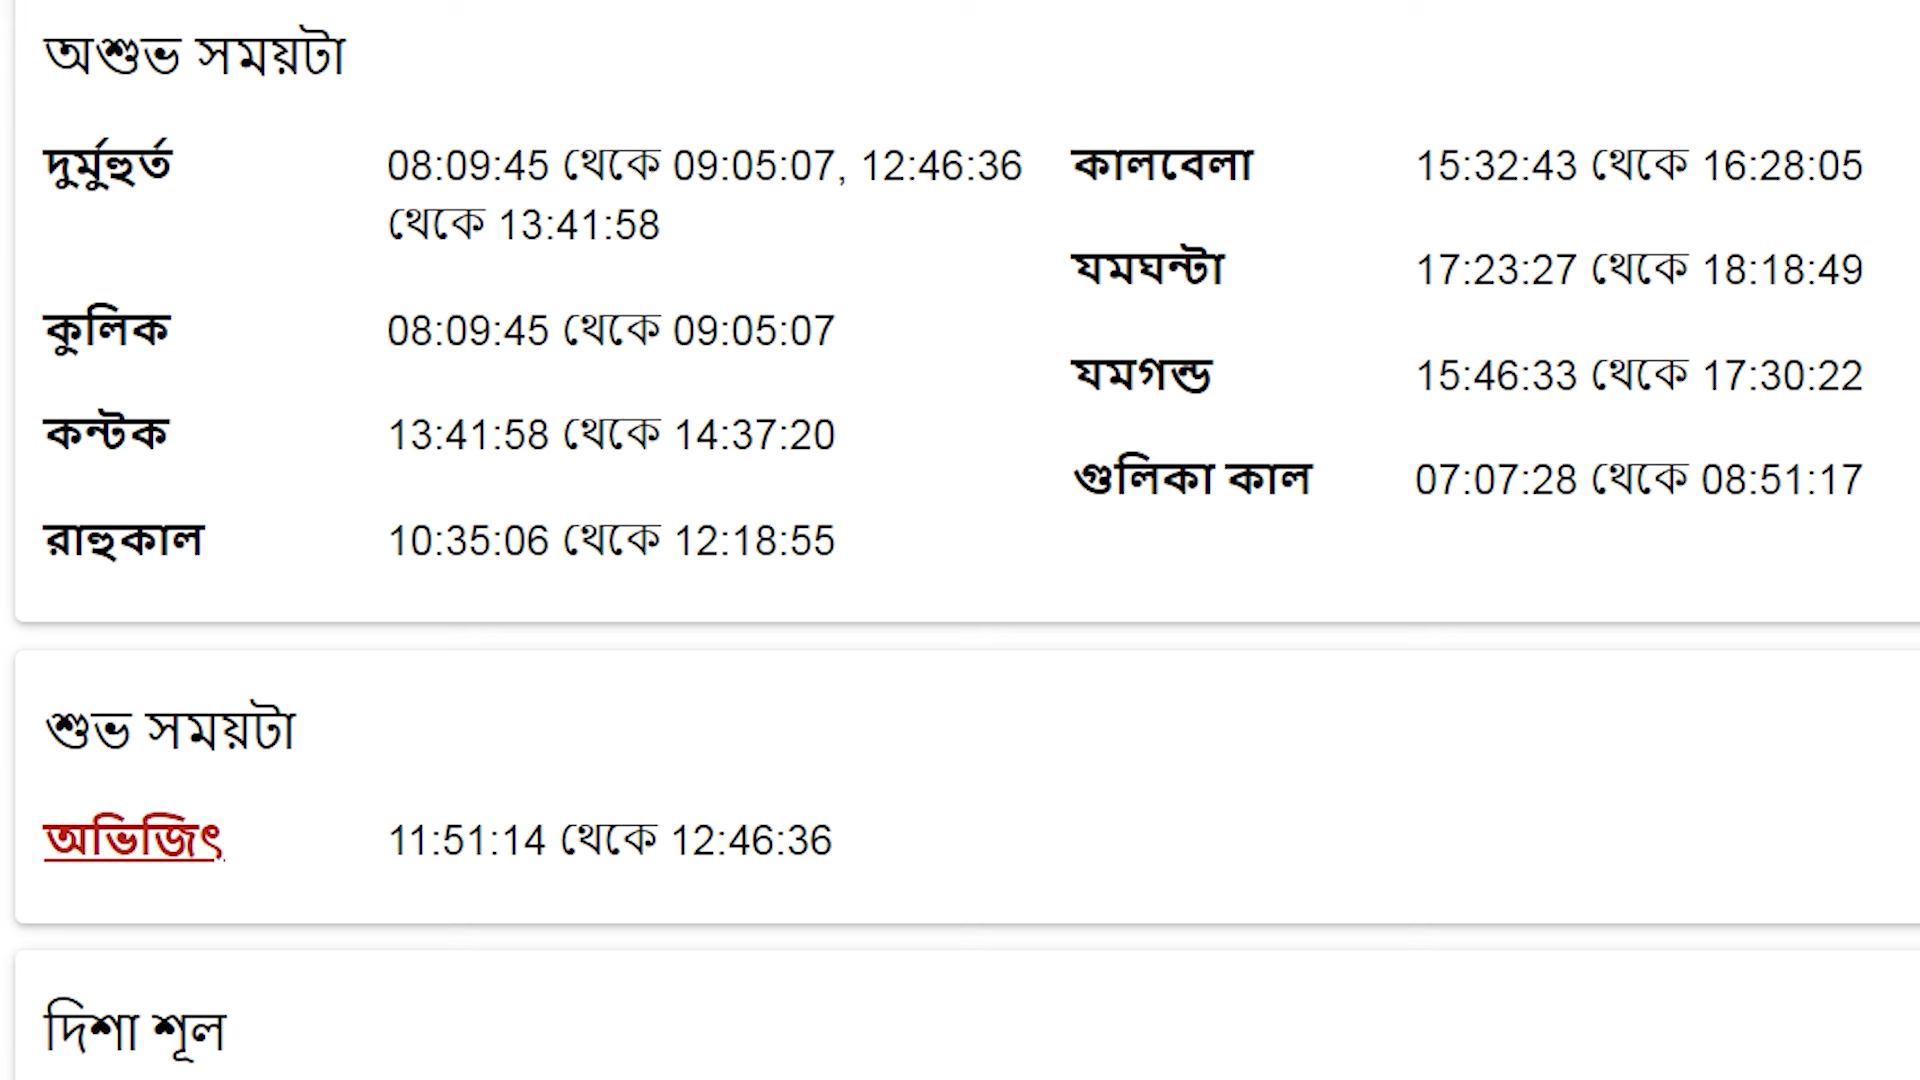 অশুভ সময়টা
দুর্মুহুর্ত 08:09:45 থেকে 09:05:07, 12:46:36
থেকে 13:41:58
কুলিক 08:09:45 থেকে 09:05:07
কন্টক 13:41:58 থেকে 14:37:20
রাহুকাল 10:35:06 থেকে 12:18:55
কালবেলা 15:32:43 থেকে 16:28:05
যমঘন্টা 17:23:27 থেকে 18:18:49
যমগন্ড 15:46:33 থেকে 17:30:22
গুলিকা কাল 07:07:28 থেকে 08:51:17
শুভ সময়টা
অভিজিৎ 11:51:14 থেকে 12:46:36
দিশা শূল